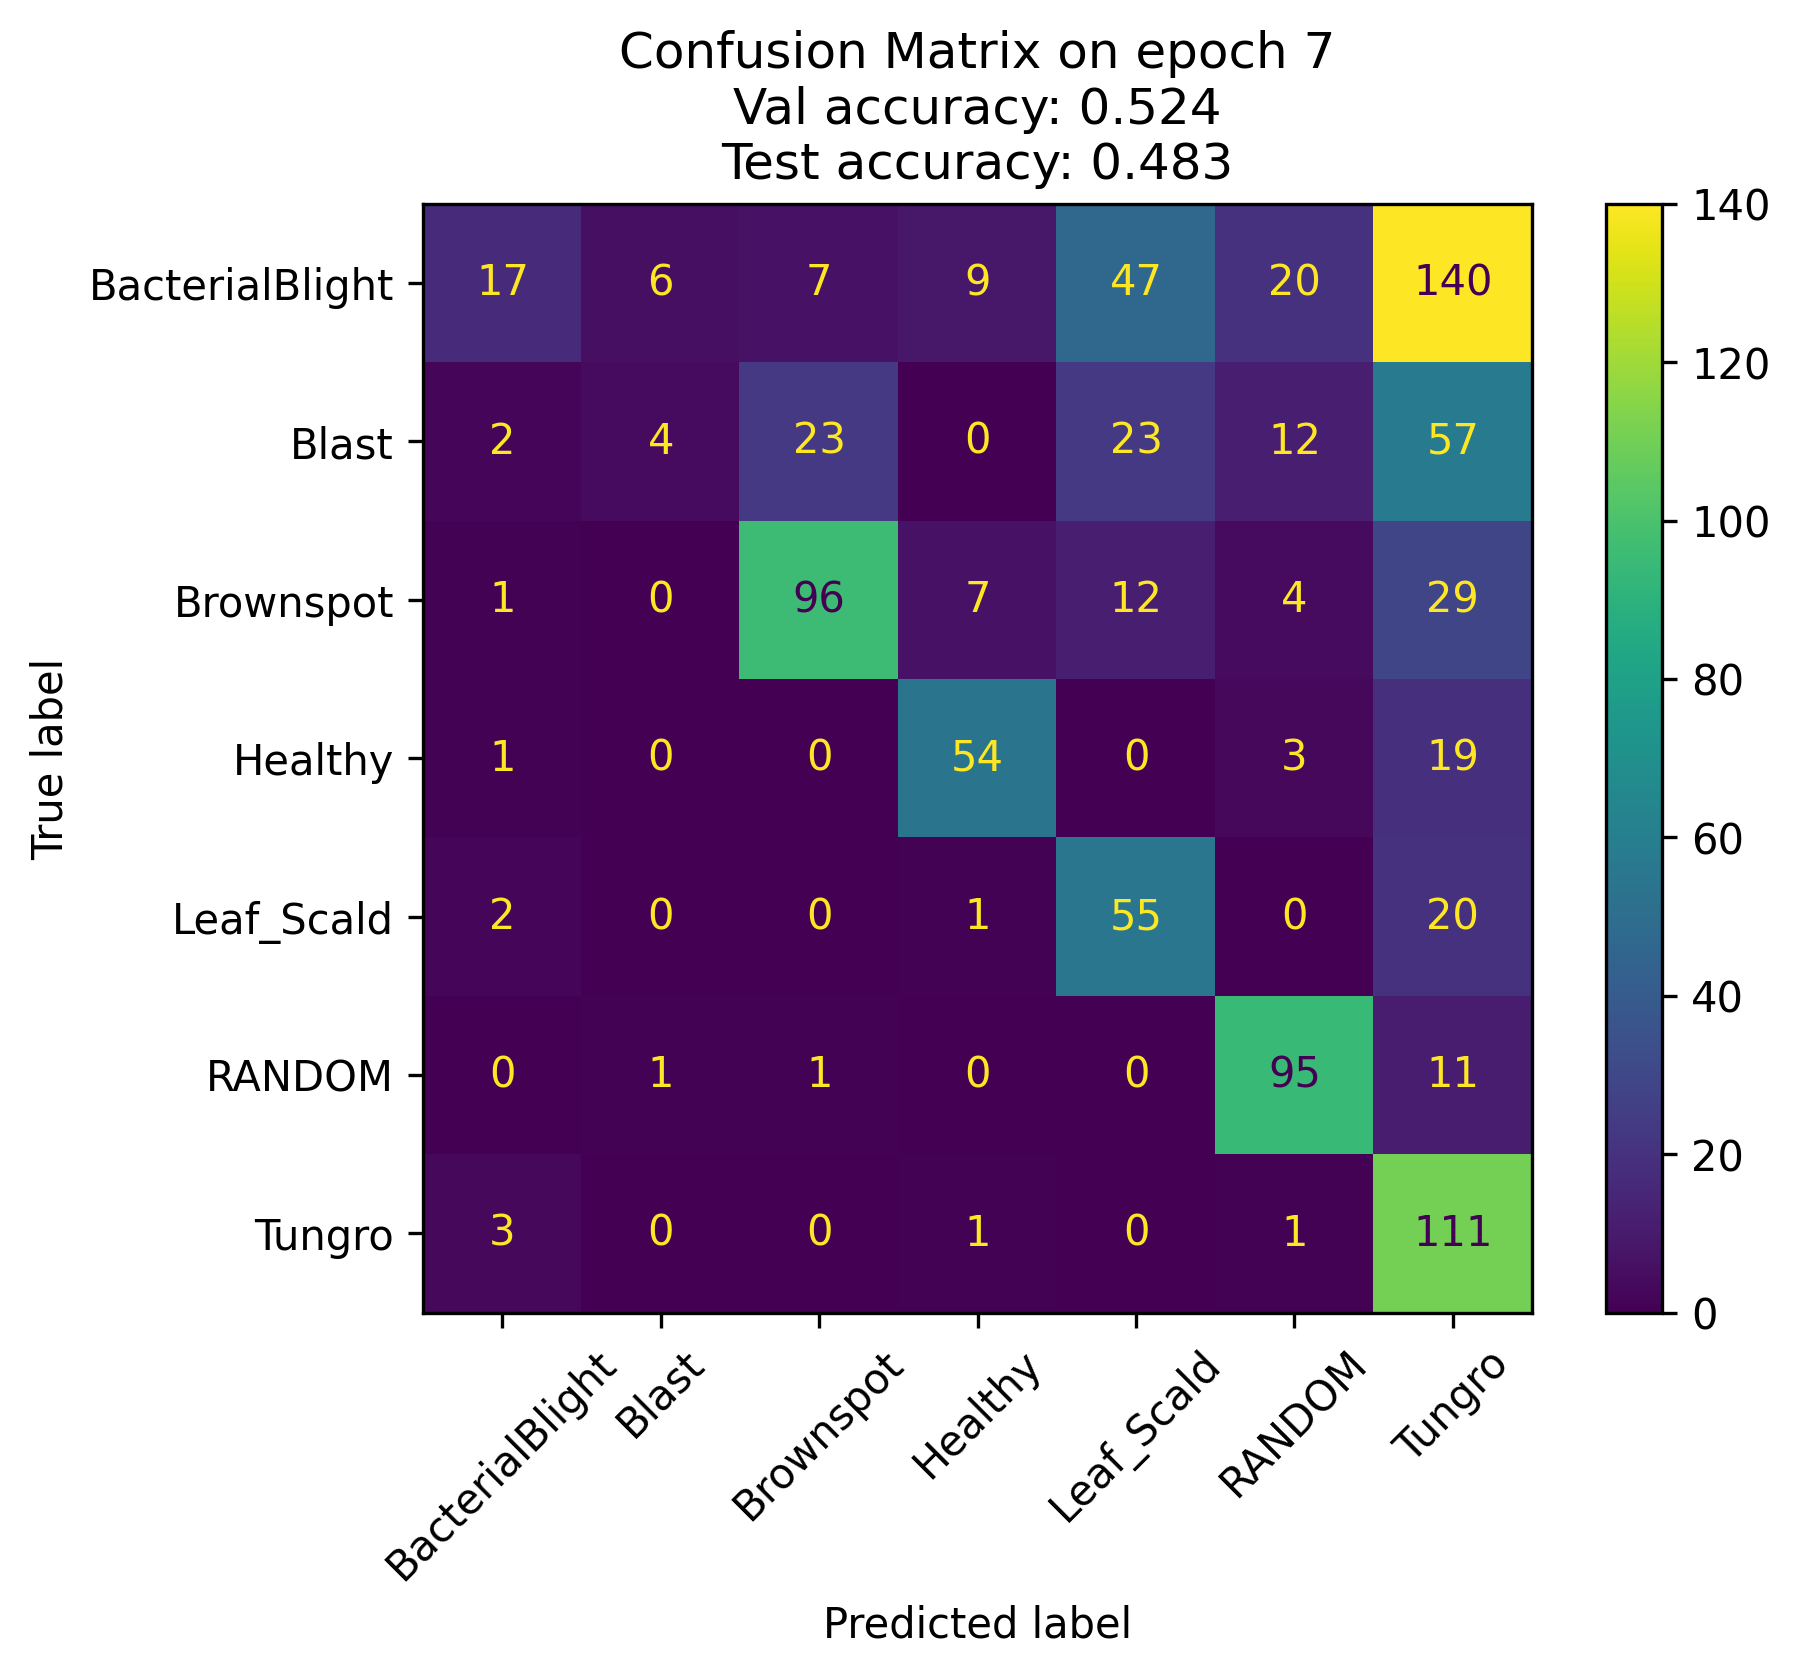 Confusion Matrix on epoch 7
Val accuracy: 0.524
Test accuracy: 0.483
True label
BacterialBlight 17 6 7 9 47 20 140
Blast 2 4 23 0 23 12 57
Brownspot 1 0 96 7 12 4 29
Healthy 1 0 0 54 0 3 19
Leaf_Scald 2 0 0 1 55 0 20
RANDOM 0 1 1 0 0 95 11
Tungro 3 0 0 1 0 1 111
BacterialBlight Blast Brownspot Healthy Leaf_Scald RANDOM Tungro
Predicted label
140
120
100
80
60
40
20
0